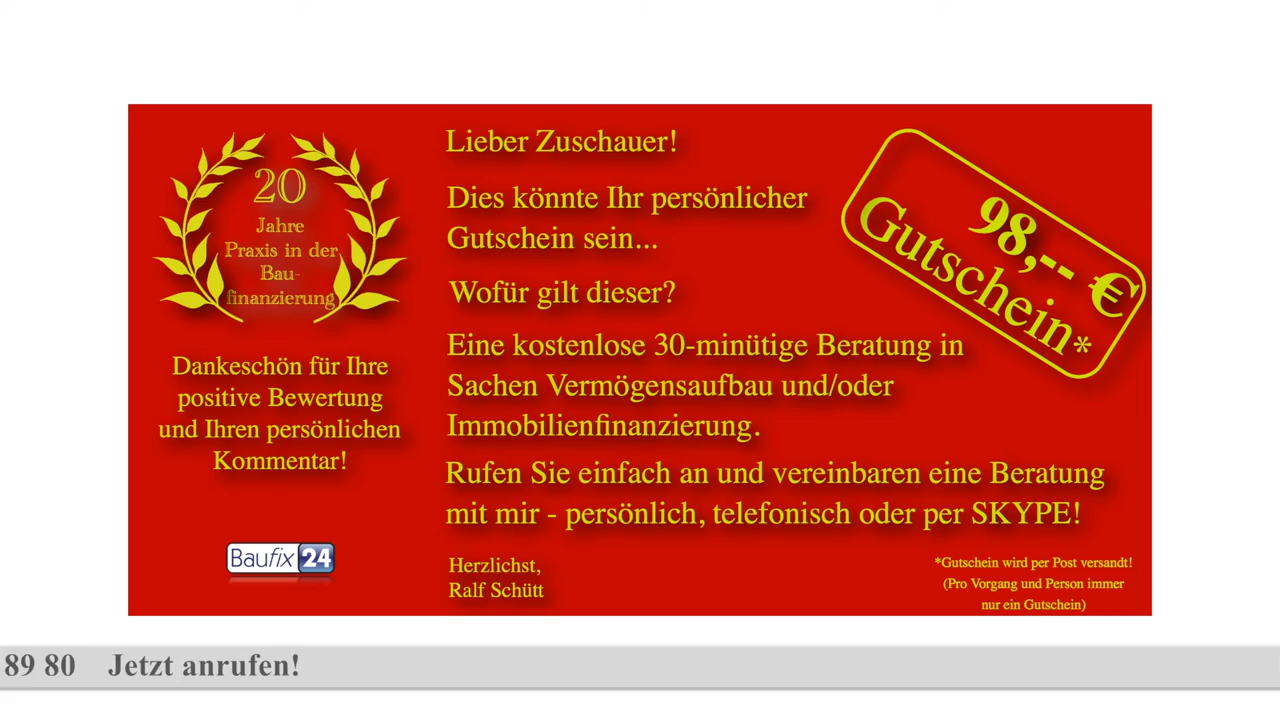 20
Jahre
Praxis in der
Bau-
finanzierung
Dankeschön für Ihre
positive Bewertung
und Ihren persönlichen
Kommentar!
Baufix24
Lieber Zuschauer!
Dies könnte Ihr persönlicher
Gutschein sein...
Wofür gilt dieser?
Eine kostenlose 30-minütige Beratung in
Sachen Vermögensaufbau und/oder
Immobilienfinanzierung.
Rufen Sie einfach an und vereinbaren eine Beratung
mit mir - persönlich, telefonisch oder per SKYPE!
Herzlichst,
Ralf Schütt
98,-- €
Gutschein*
*Gutschein wird per Post versandt!
(Pro Vorgang und Person immer
nur ein Gutschein)
89 80 Jetzt anrufen!